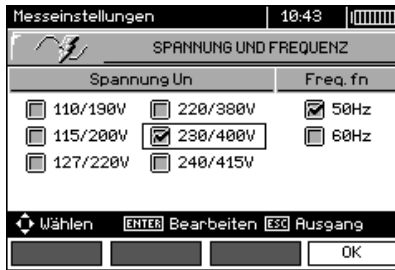 Messeinstellungen 10:43
SPANNUNG UND FREQUENZ
Spannung Un Freq. fn
110/190V 220/380V 50Hz
115/200V 230/400V 60Hz
127/220V 240/415V
Wählen ENTER Bearbeiten ESC Ausgang
OK